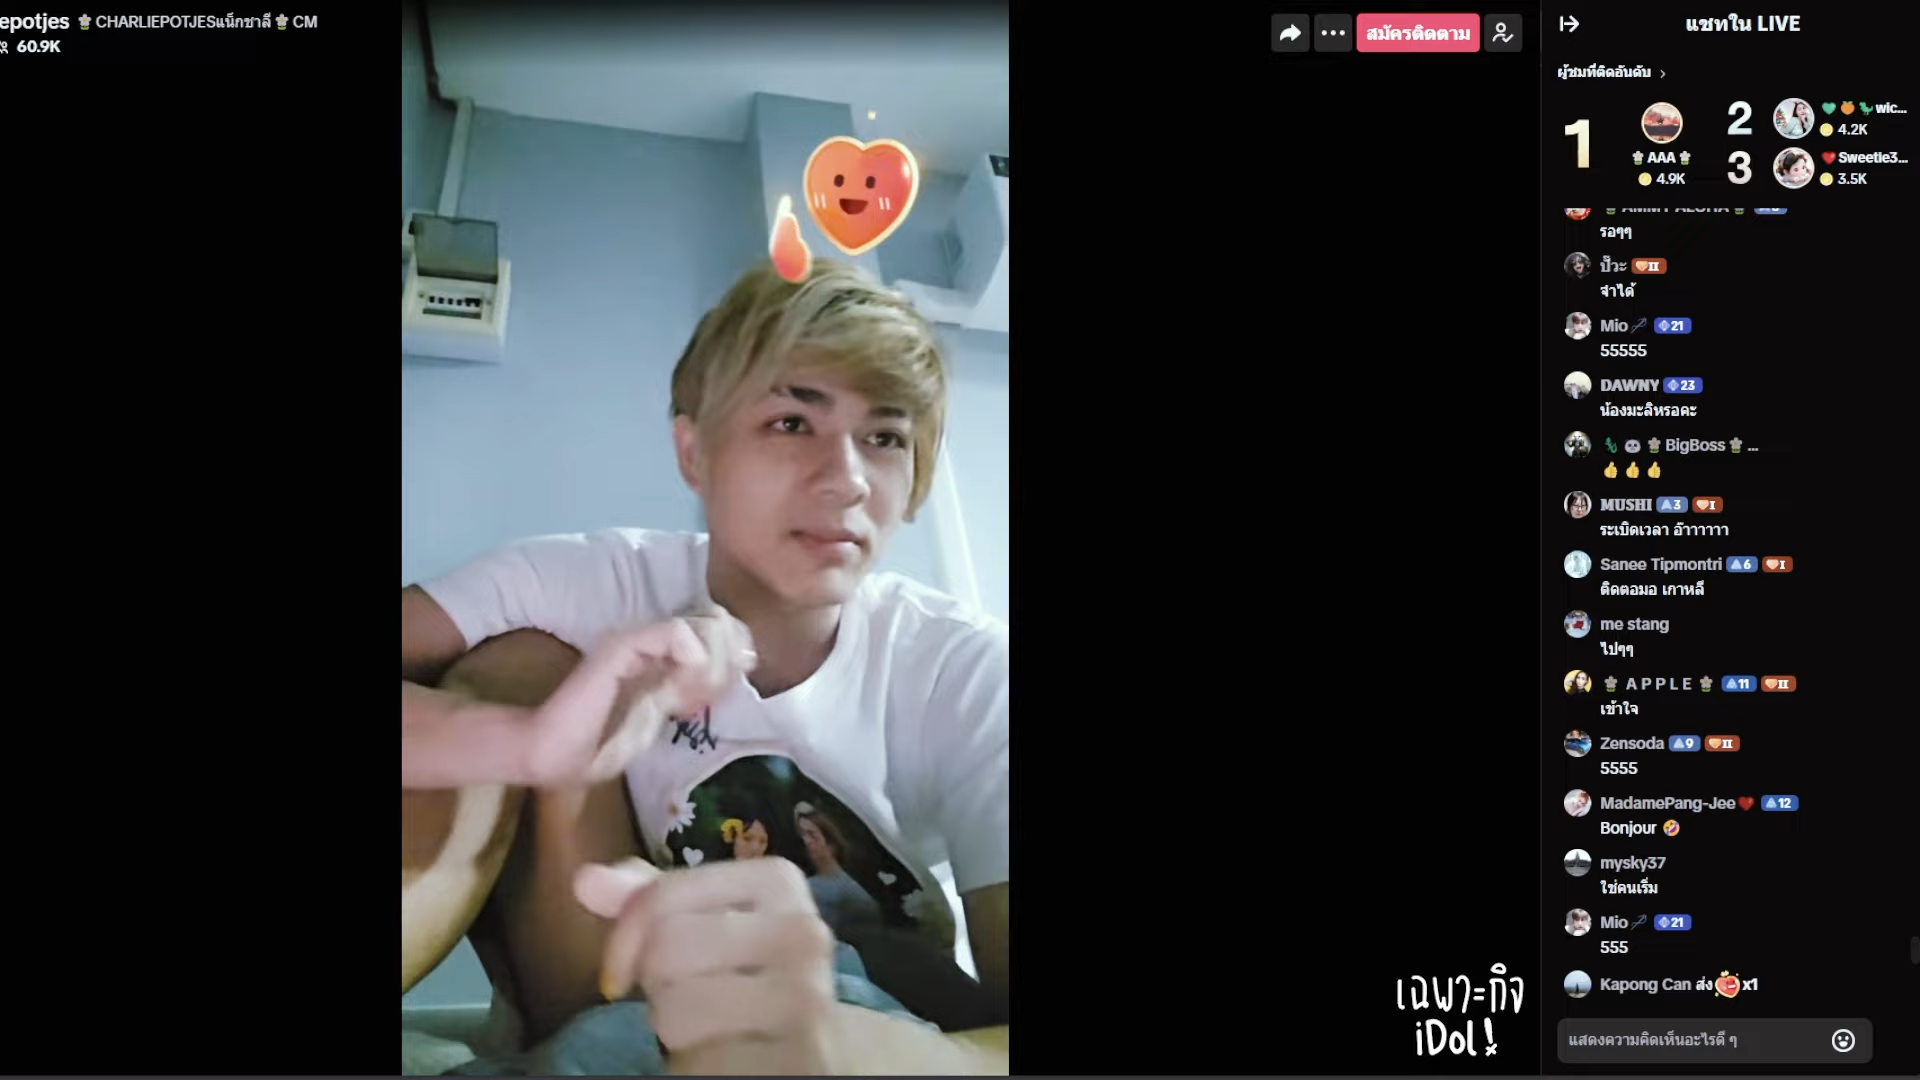 epotjes CHARLIEPOTJESแน็กชาลี CM
60.9K
สมัครติดตาม
แชทใน LIVE
ผู้ชมที่ติดอันดับ
1
AAA
4.9K
2
wic...
4.2K
3
Sweetie3...
3.5K
รอๆๆ
ป๊ะวะ II
จำได้
Mio 21
55555
DAWNY 23
น้องมะลิหรอคะ
BigBoss ...
MUSHI 3 I
ระเบิดเวลา อ๊าาาาาา
Sanee Tipmontri 6 I
ติดตอมอ เกาหลี
me stang
ไปๆๆ
A P P L E 11 II
เข้าใจ
Zensoda 9 II
5555
MadamePang-Jee 12
Bonjour
mysky37
ใช่คนเริ่ม
Mio 21
555
Kapong Can ส่ง x1
แสดงความคิดเห็นอะไรดี ๆ
เฉพาะกิจ
iDol!